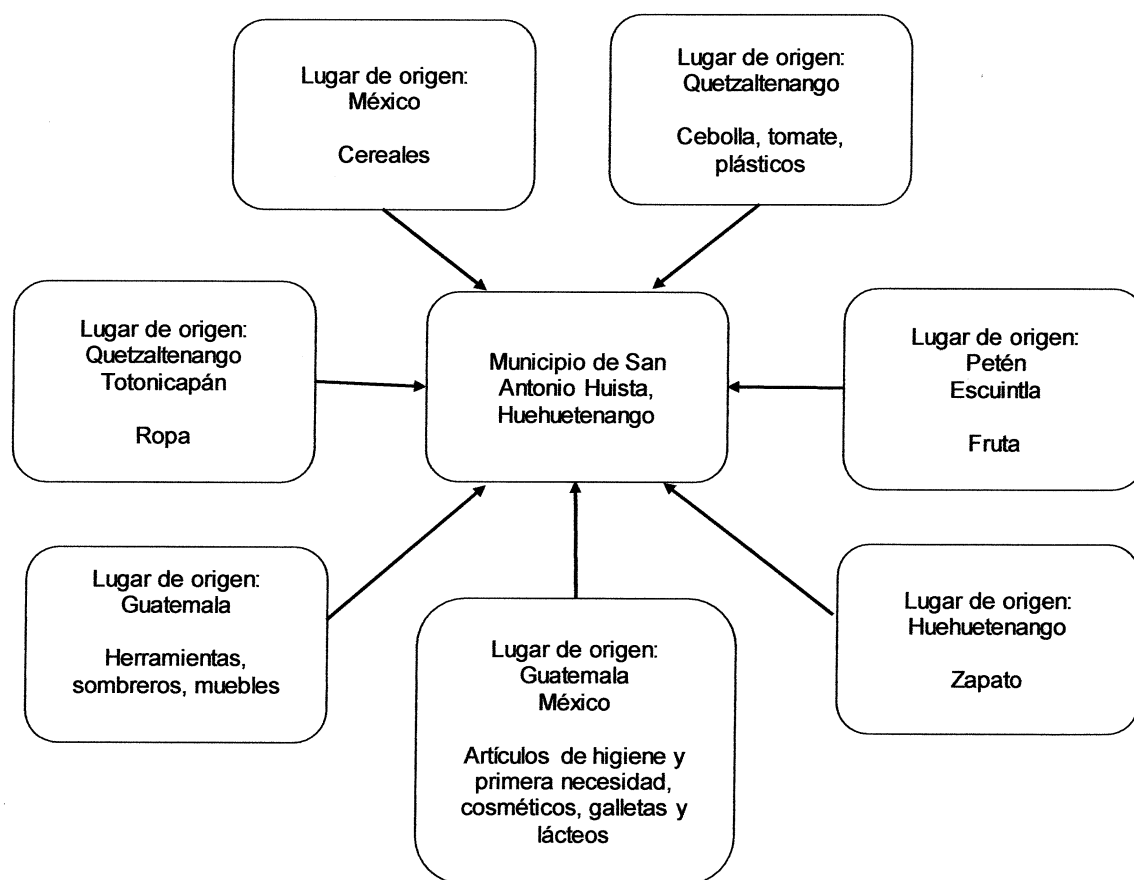 Lugar de origen:
México
Cereales
Lugar de origen:
Quetzaltenango
Cebolla, tomate,
plásticos
Lugar de origen:
Quetzaltenango
Totonicapán
Ropa
Municipio de San
Antonio Huista,
Huehuetenango
Lugar de origen:
Petén
Escuintla
Fruta
Lugar de origen:
Guatemala
Herramientas,
sombreros, muebles
Lugar de origen:
Guatemala
México
Artículos de higiene y
primera necesidad,
cosméticos, galletas y
lácteos
Lugar de origen:
Huehuetenango
Zapato